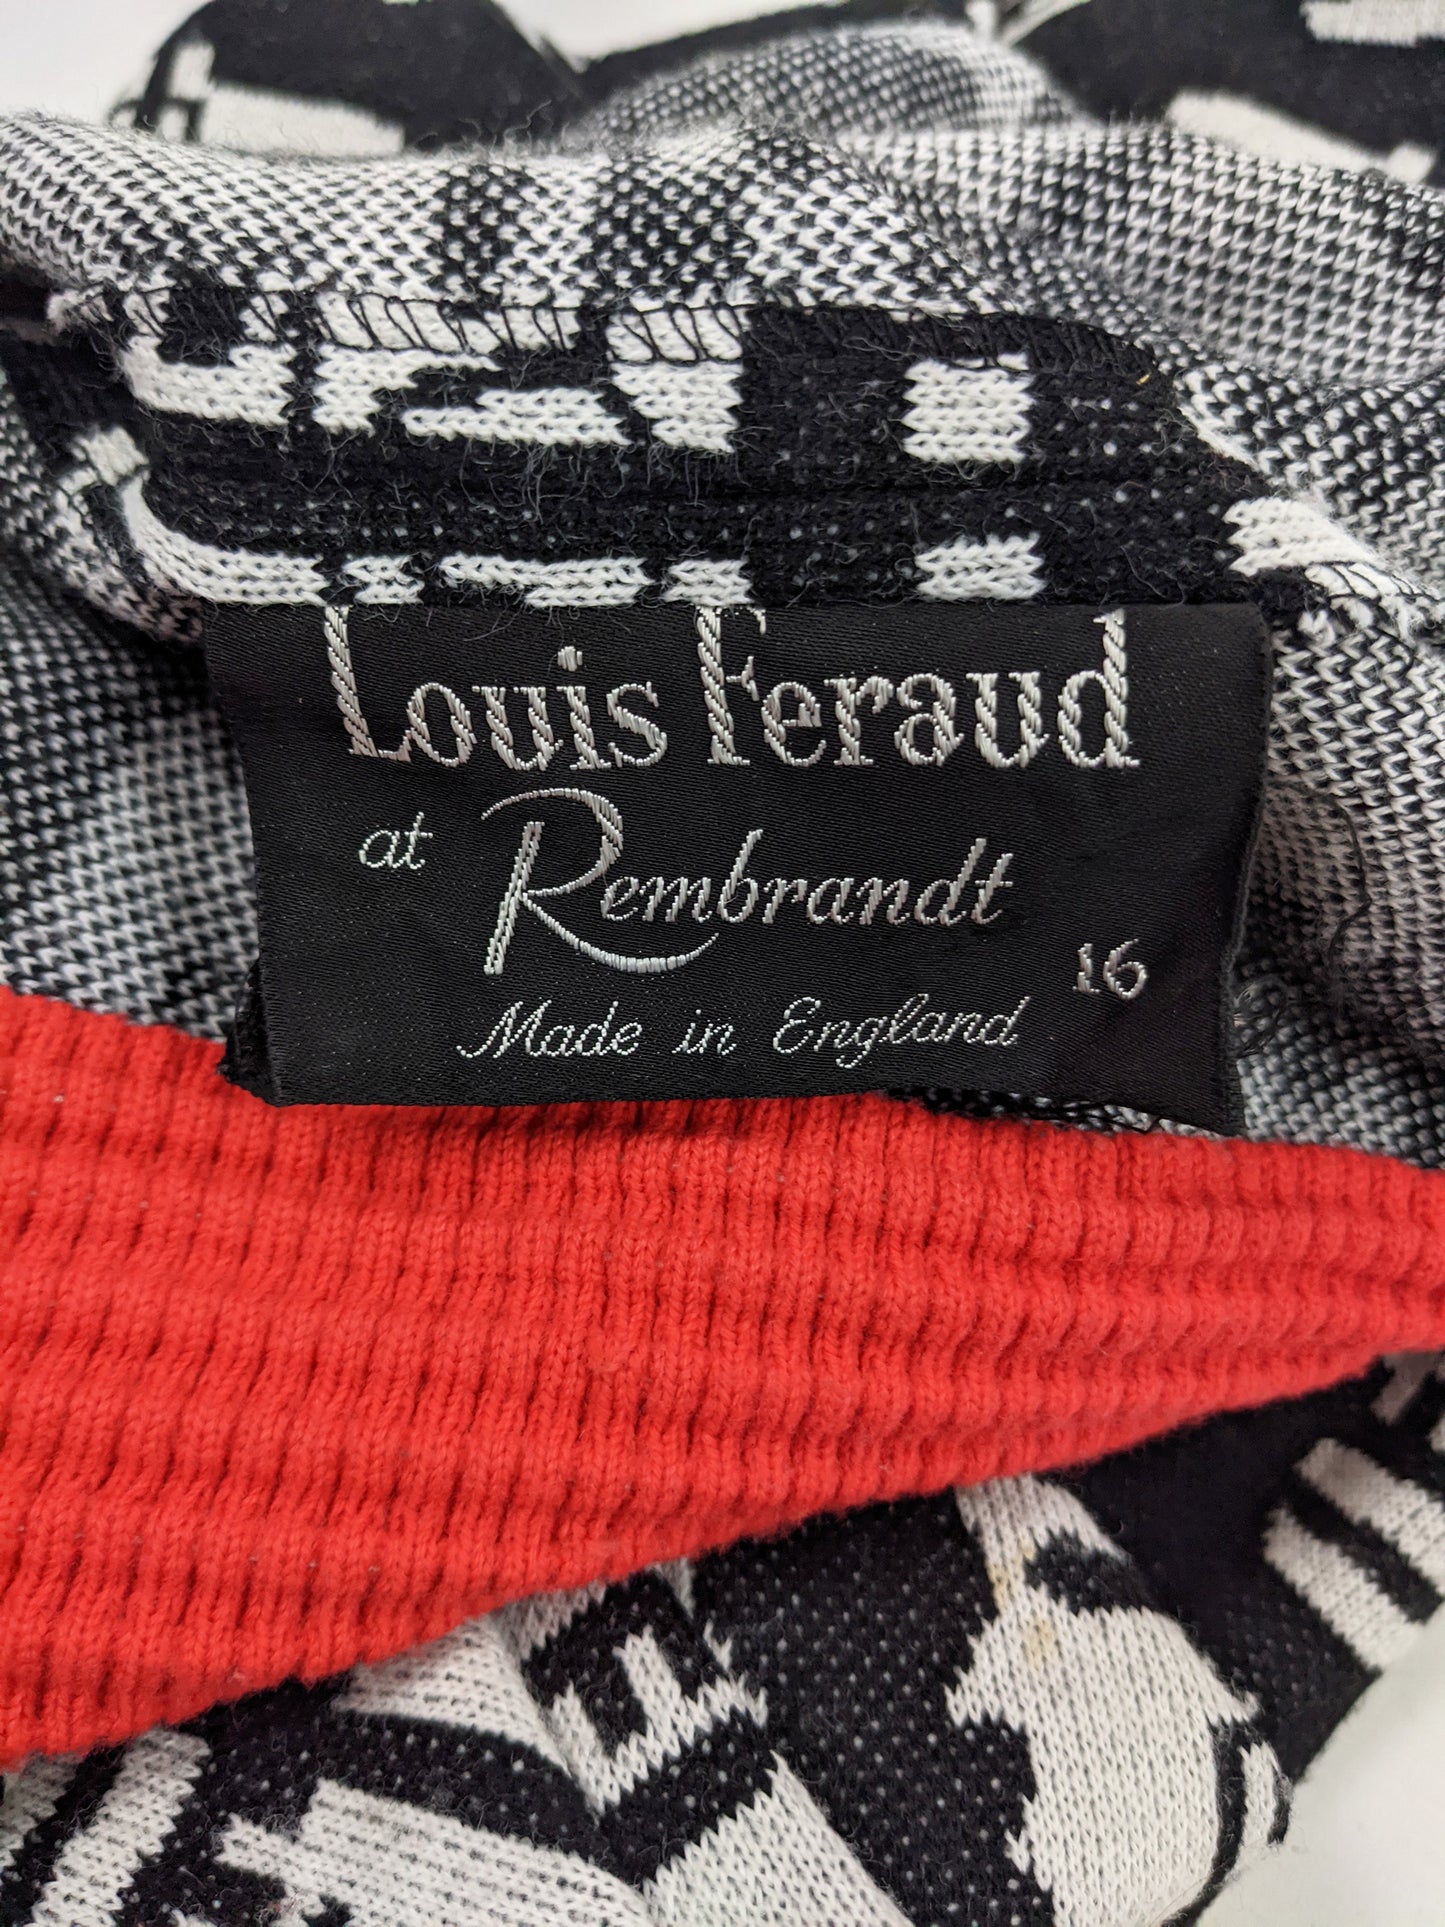 Louis Feraud
at Rembrandt
16
Made in England